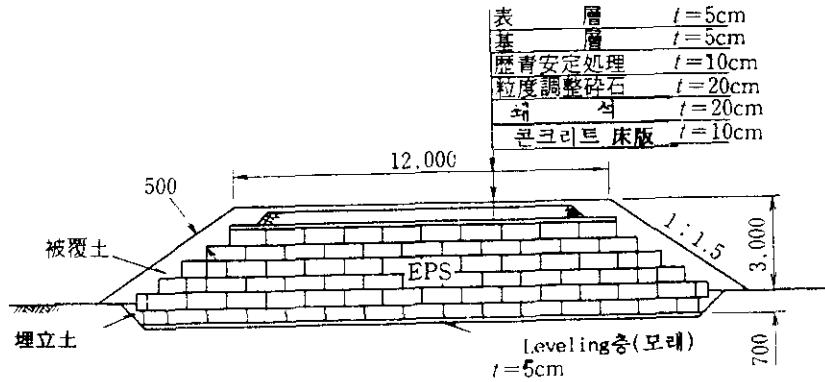 表 層 t=5cm
基 層 t=5cm
歴青安定処理 t=10cm
粒度調整砕石 t=20cm
쇄 석 t=20cm
콘크리트 床版 t=10cm
12,000
500
1:1.5
3,000
被覆土
EPS
埋立土
Leveling층(모래)
t=5cm
700